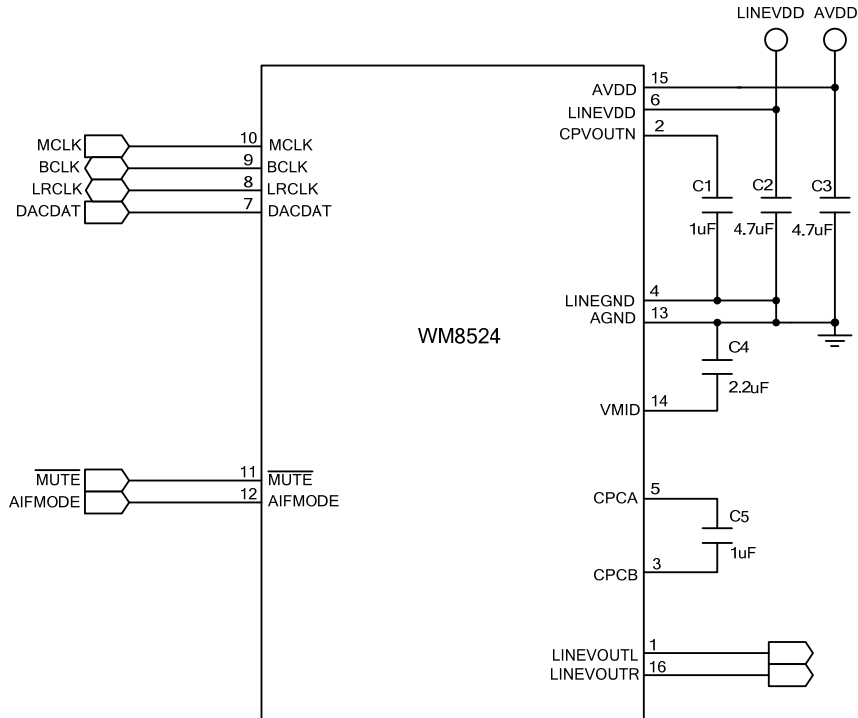 LINEVDD AVDD
AVDD 15
LINEVDD 6
CPVOUTN 2
MCLK 10 MCLK
BCLK 9 BCLK
LRCLK 8 LRCLK
DACDAT 7 DACDAT
C1 C2 C3
1uF 4.7uF 4.7uF
LINEGND 4
AGND 13
WM8524
C4
2.2uF
VMID 14
MUTE 11 MUTE
AIFMODE 12 AIFMODE
CPCA 5
C5
1uF
CPCB 3
LINEVOUTL 1
LINEVOUTR 16